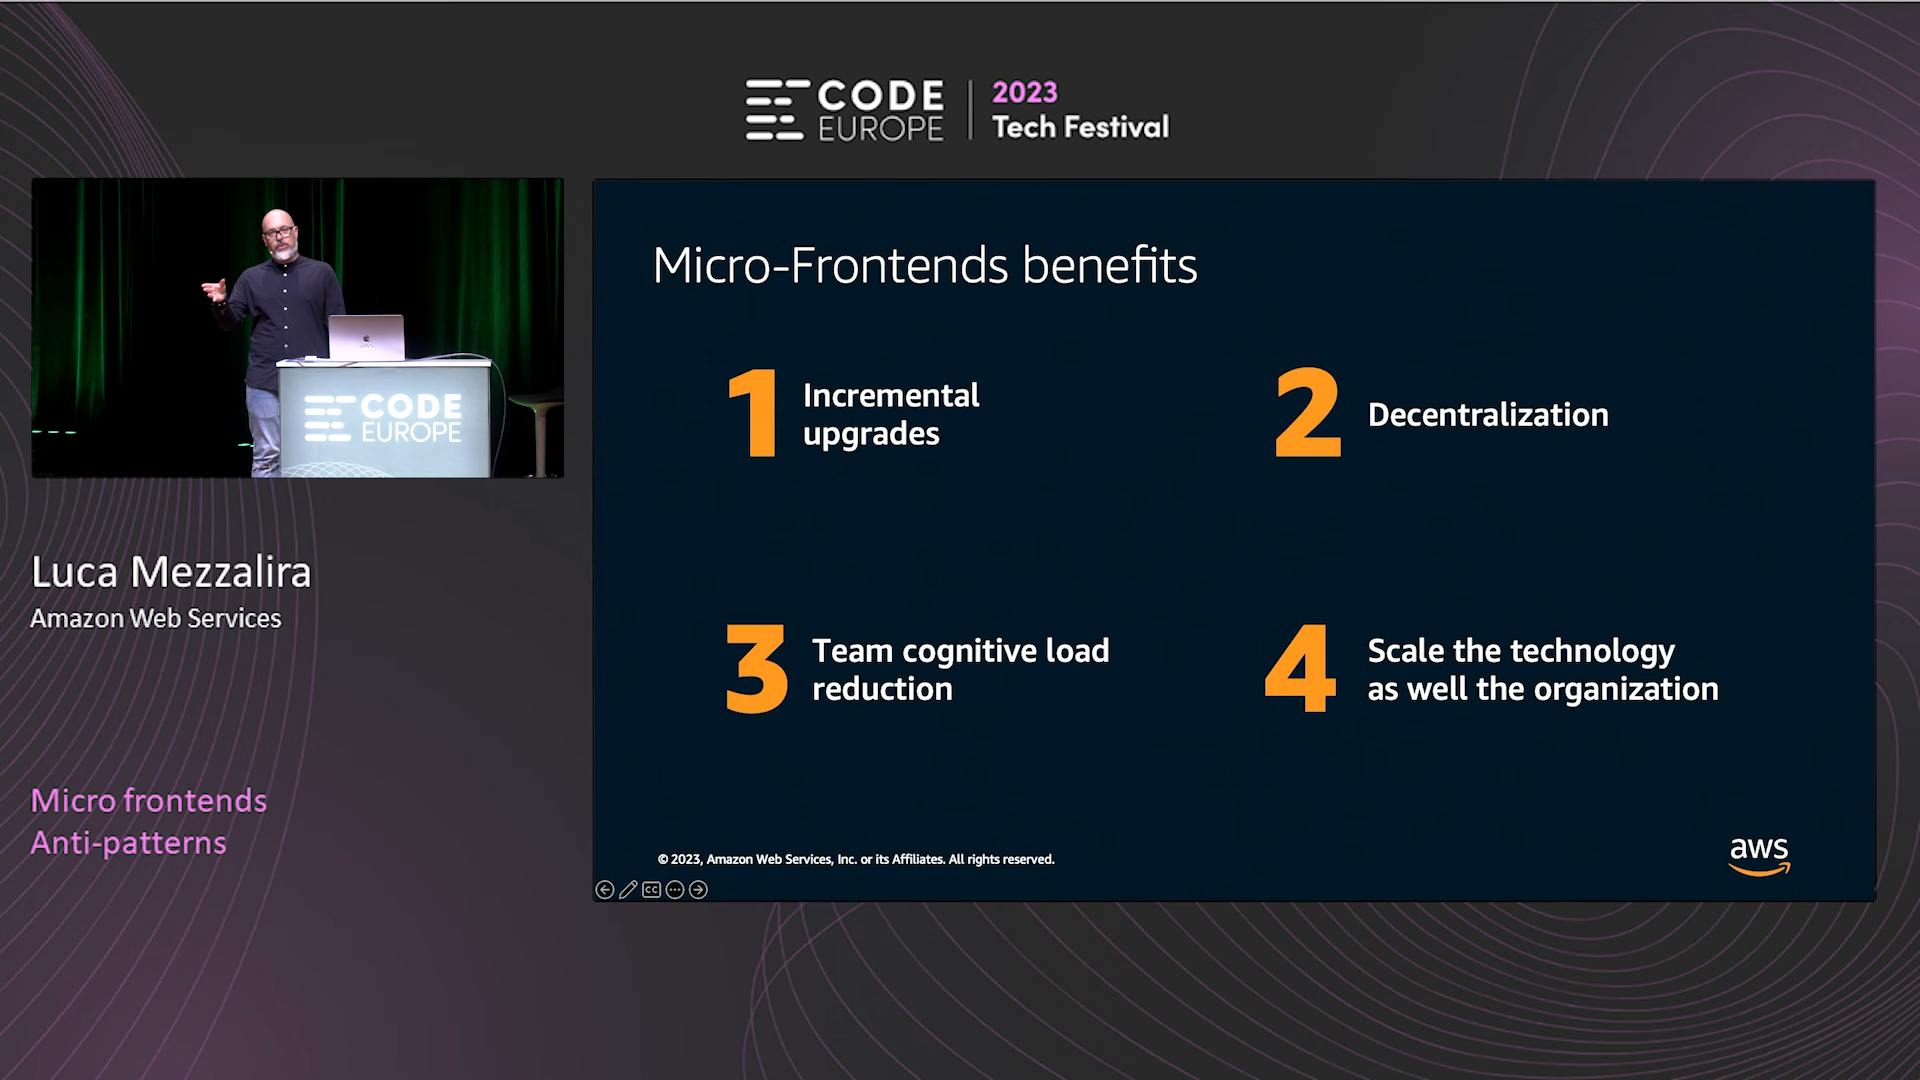 CODE
EUROPE
2023
Tech Festival
CODE
EUROPE
Luca Mezzalira
Amazon Web Services
Micro frontends
Anti-patterns
Micro-Frontends benefits
1 Incremental
upgrades
2 Decentralization
3 Team cognitive load
reduction
4 Scale the technology
as well the organization
© 2023, Amazon Web Services, Inc. or its Affiliates. All rights reserved.
aws
CC